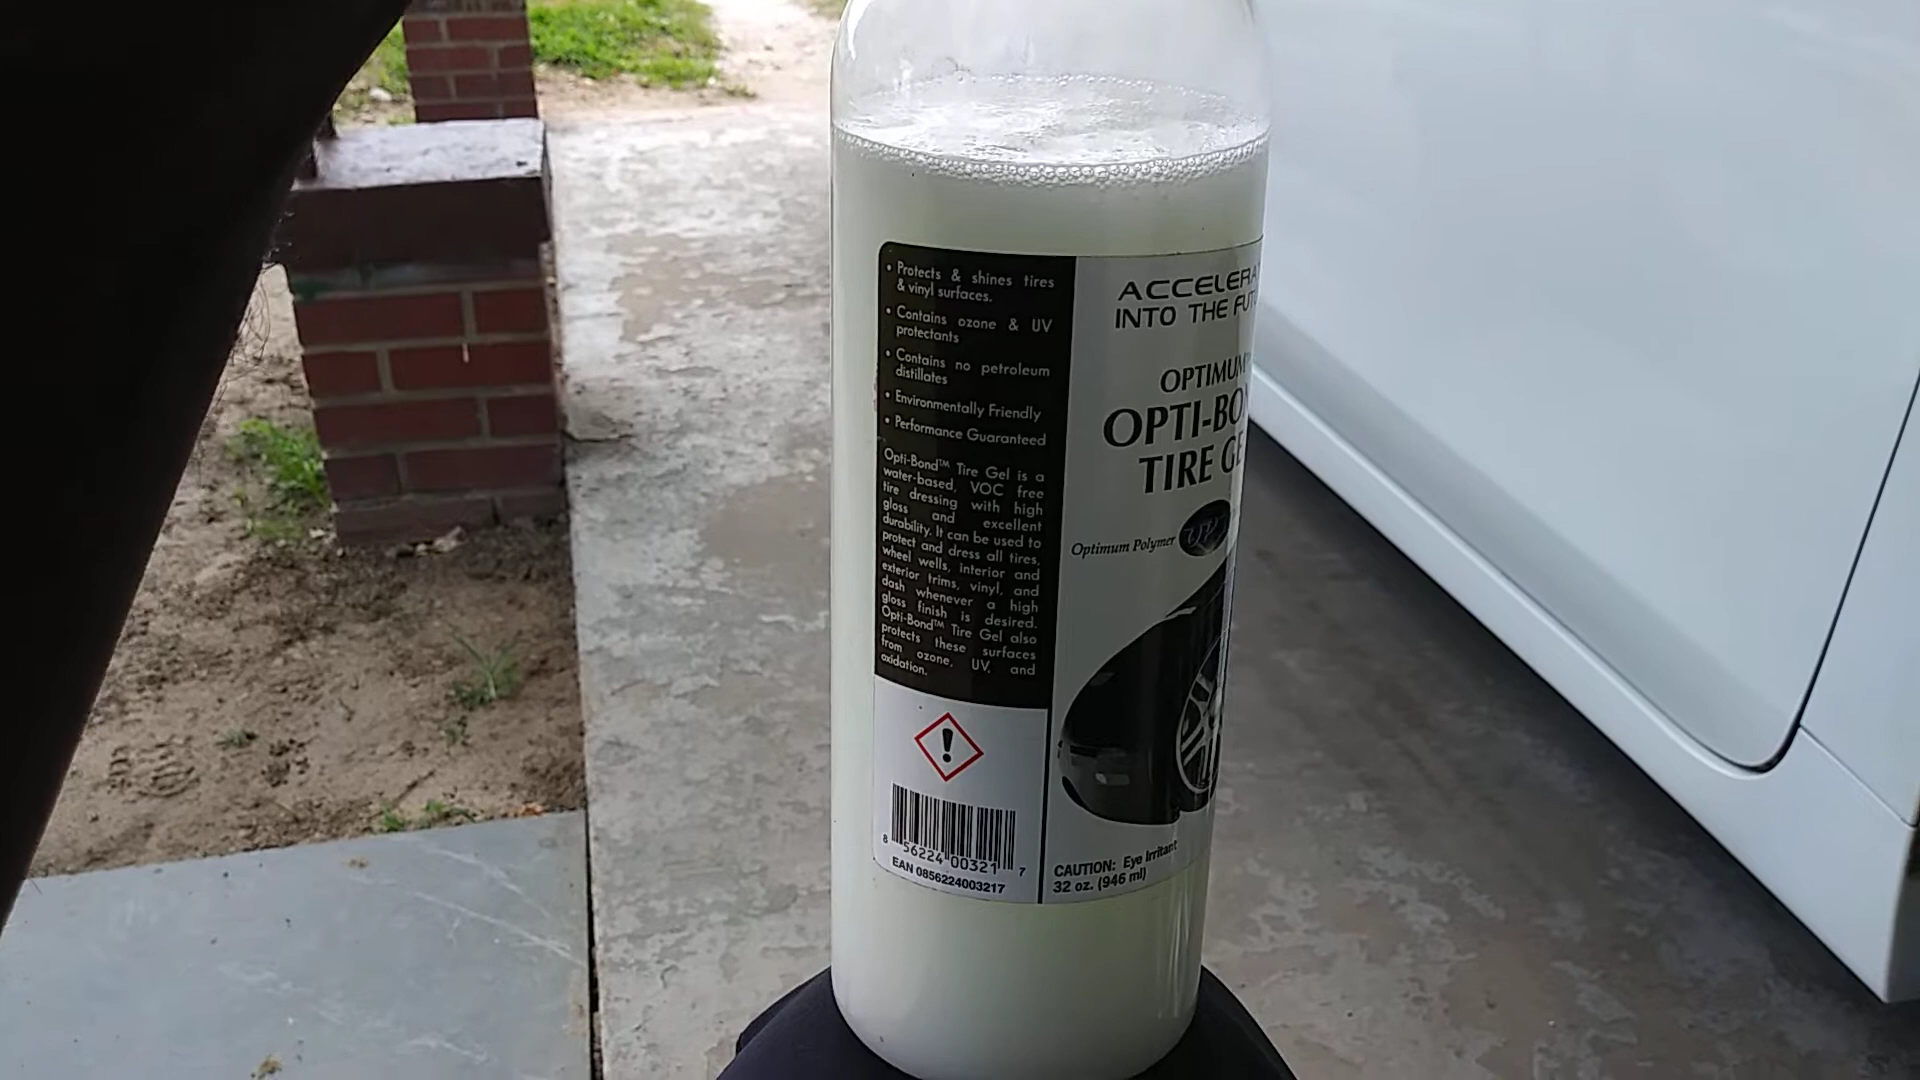 • Protects & shines tires
& vinyl surfaces.
• Contains ozone & UV
protectants
• Contains no petroleum
distillates
• Environmentally Friendly
• Performance Guaranteed
Opti-Bond™ Tire Gel is a
water-based, VOC free
tire dressing with high
gloss and excellent
durability. It can be used to
protect and dress all tires,
wheel wells, interior and
exterior trims, vinyl, and
dash whenever a high
gloss finish is desired.
Opti-Bond™ Tire Gel also
protects these surfaces
from ozone, UV, and
oxidation.
8 56224 00321 7
EAN 0856224003217
ACCELERA
INTO THE FUT
OPTIMUM
OPTI-BO
TIRE GE
Optimum Polymer
CAUTION: Eye Irritant
32 oz. (946 ml)